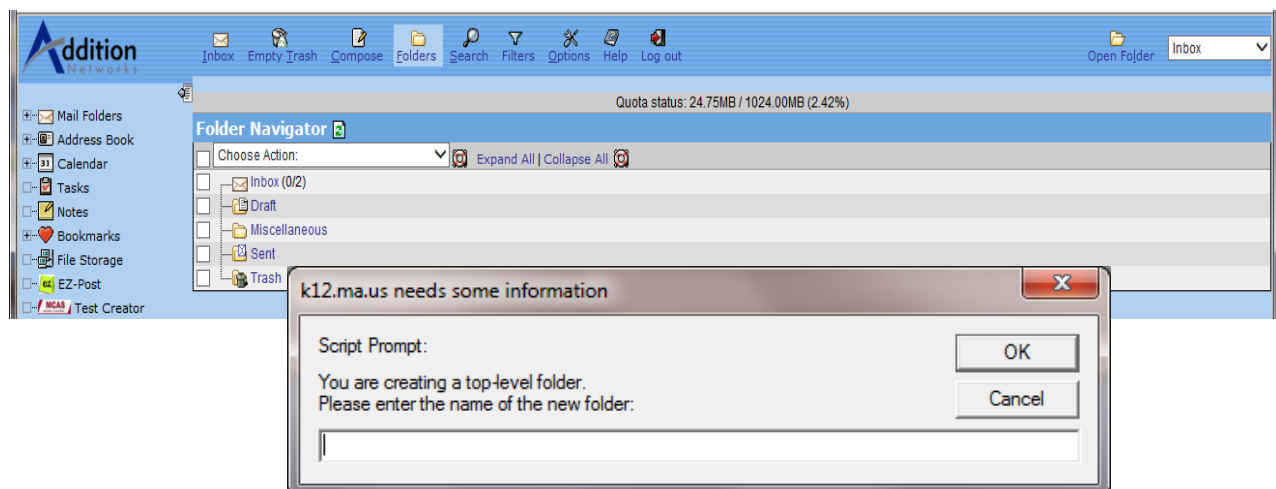 Addition
Networks
Inbox Empty Trash Compose Folders Search Filters Options Help Log out
Open Folder Inbox
Quota status: 24.75MB / 1024.00MB (2.42%)
Mail Folders
Address Book
31 Calendar
Tasks
Notes
Bookmarks
File Storage
ez EZ-Post
MCAS Test Creator
Folder Navigator
Choose Action:
Expand All | Collapse All
Inbox (0/2)
Draft
Miscellaneous
Sent
Trash
k12.ma.us needs some information
Script Prompt:
OK
You are creating a top-level folder.
Please enter the name of the new folder:
Cancel